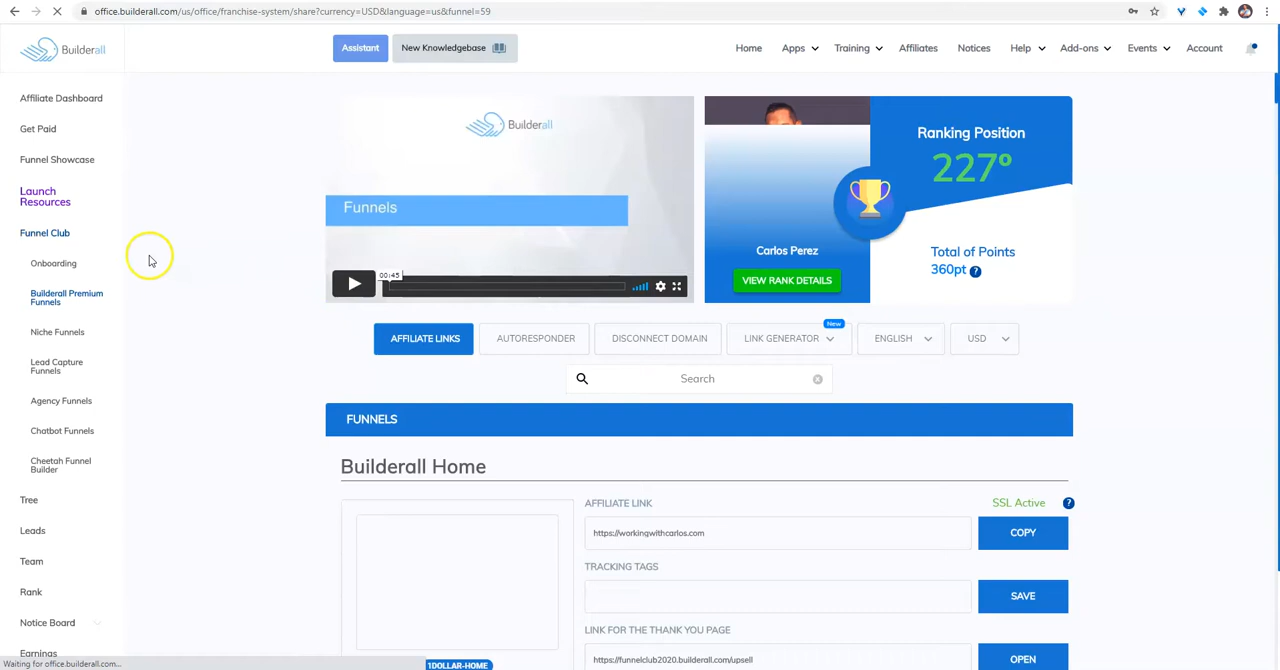 office.builderall.com/us/office/franchise-system/share?currency=USD&language=us&funnel=59
Builderall
Assistant
New Knowledgebase
Home
Apps
Training
Affiliates
Notices
Help
Add-ons
Events
Account
Affiliate Dashboard
Get Paid
Funnel Showcase
Launch
Resources
Funnel Club
Onboarding
Builderall Premium
Funnels
Niche Funnels
Lead Capture
Funnels
Agency Funnels
Chatbot Funnels
Cheetah Funnel
Builder
Tree
Leads
Team
Rank
Notice Board
Earnings
Waiting for office.builderall.com...
Builderall
Funnels
00:45
Carlos Perez
VIEW RANK DETAILS
Ranking Position
227º
Total of Points
360pt ?
AFFILIATE LINKS
AUTORESPONDER
DISCONNECT DOMAIN
LINK GENERATOR
New
ENGLISH
USD
Search
FUNNELS
Builderall Home
1DOLLAR-HOME
AFFILIATE LINK
SSL Active ?
https://workingwithcarlos.com
COPY
TRACKING TAGS
SAVE
LINK FOR THE THANK YOU PAGE
https://funnelclub2020.builderall.com/upsell
OPEN